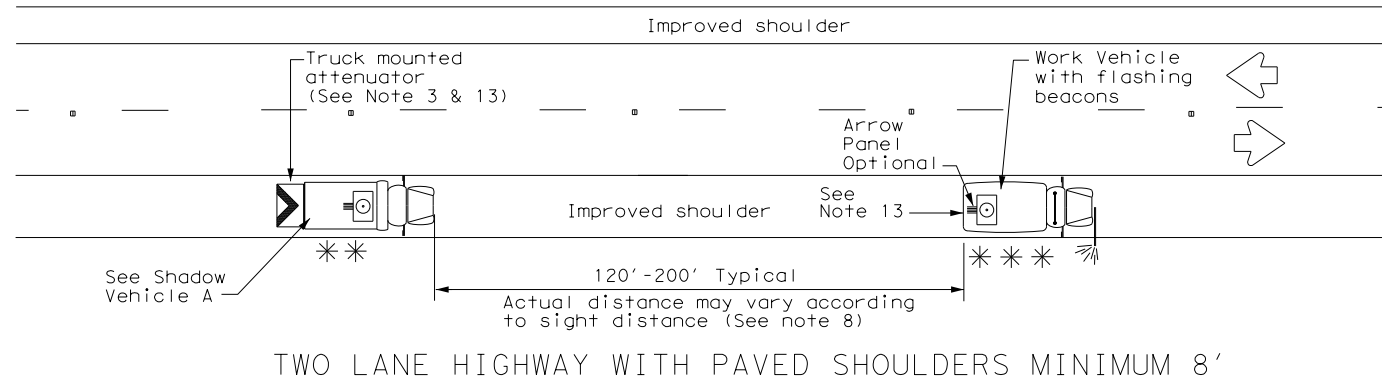 Improved shoulder
Truck mounted
attenuator
(See Note 3 & 13)
Work Vehicle
with flashing
beacons
Arrow
Panel
Optional
See
Note 13
Improved shoulder
See Shadow
Vehicle A
120'-200' Typical
Actual distance may vary according
to sight distance (See note 8)
TWO LANE HIGHWAY WITH PAVED SHOULDERS MINIMUM 8'